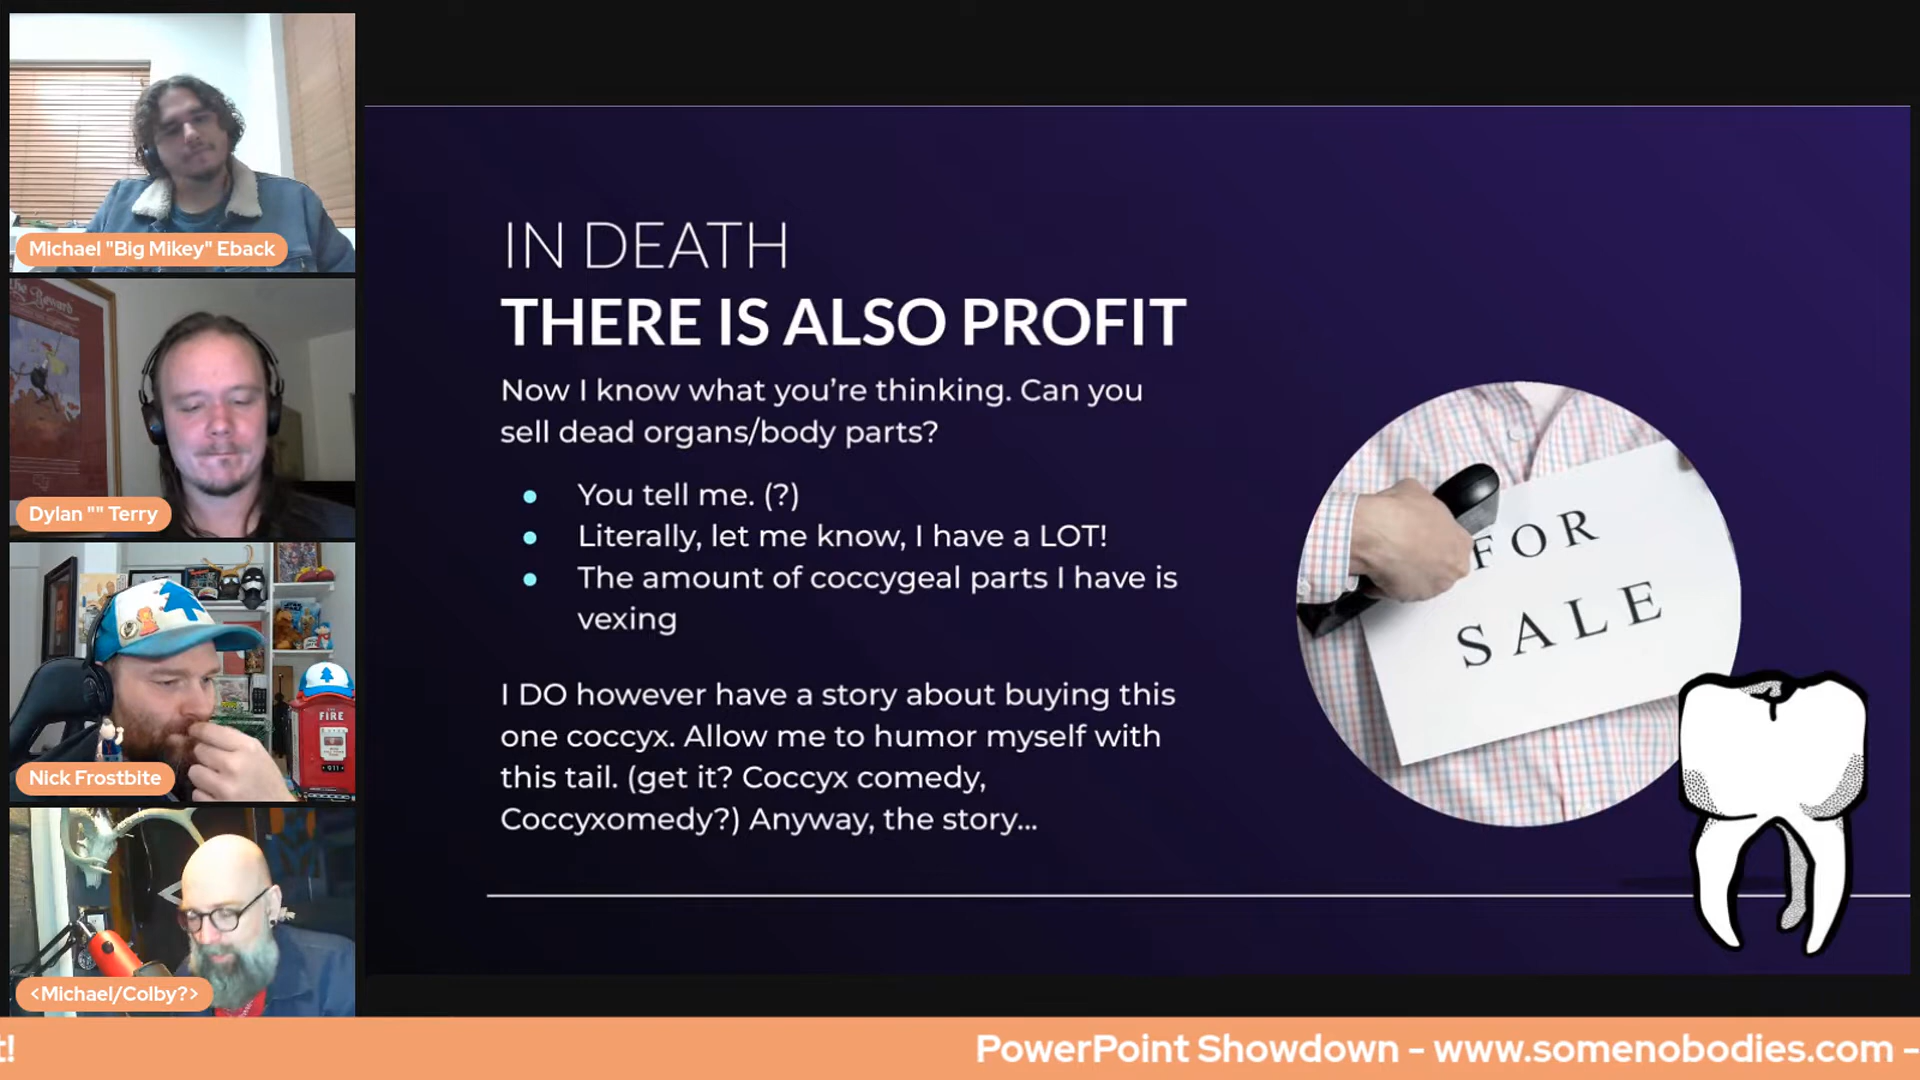 Michael "Big Mikey" Eback
Dylan "" Terry
Nick Frostbite
FIRE
<Michael/Colby?>
IN DEATH
THERE IS ALSO PROFIT
Now I know what you're thinking. Can you
sell dead organs/body parts?
You tell me. (?)
Literally, let me know, I have a LOT!
The amount of coccygeal parts I have is
vexing
I DO however have a story about buying this
one coccyx. Allow me to humor myself with
this tail. (get it? Coccyx comedy,
Coccyxomedy?) Anyway, the story...
FOR
SALE
PowerPoint Showdown - www.somenobodies.com -